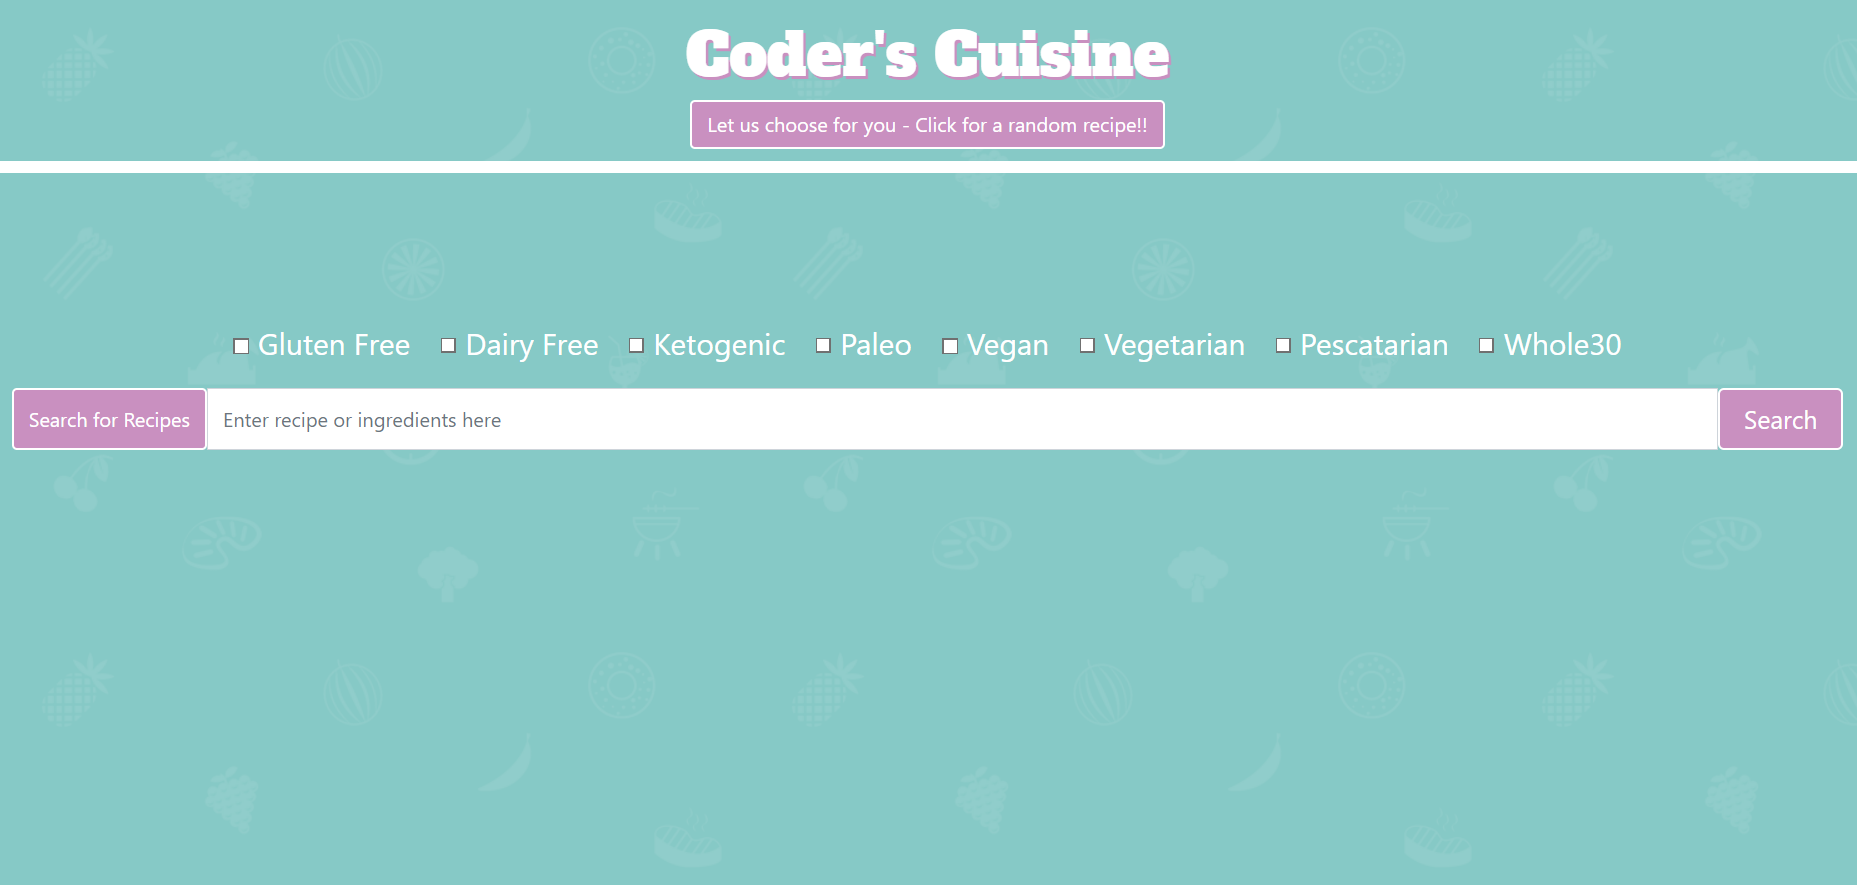 Coder's Cuisine
Let us choose for you - Click for a random recipe!!
Gluten Free Dairy Free Ketogenic Paleo Vegan Vegetarian Pescatarian Whole30
Search for Recipes Enter recipe or ingredients here Search